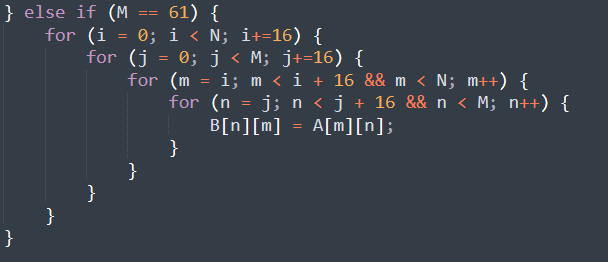 } else if (M == 61) {
for (i = 0; i < N; i+=16) {
for (j = 0; j < M; j+=16) {
for (m = i; m < i + 16 && m < N; m++) {
for (n = j; n < j + 16 && n < M; n++) {
B[n][m] = A[m][n];
}
}
}
}
}